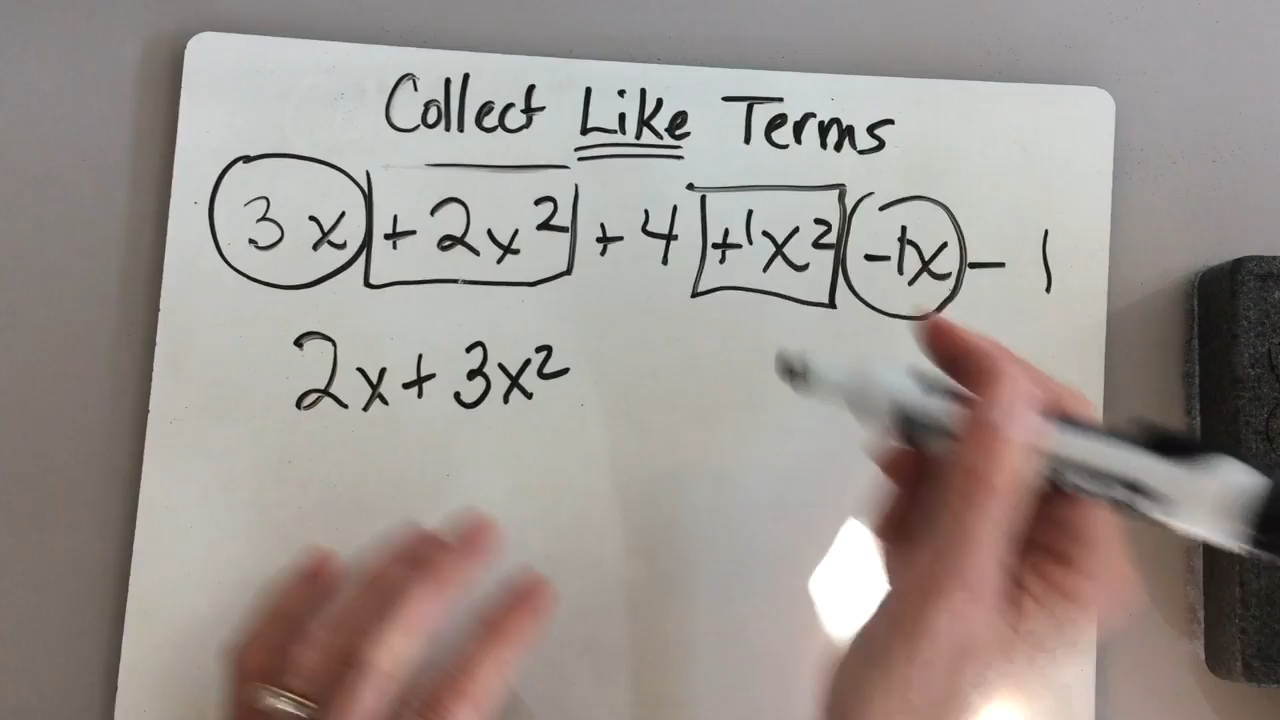 Collect Like Terms
3x + 2x² + 4 + 1x² - 1x - 1
2x + 3x²